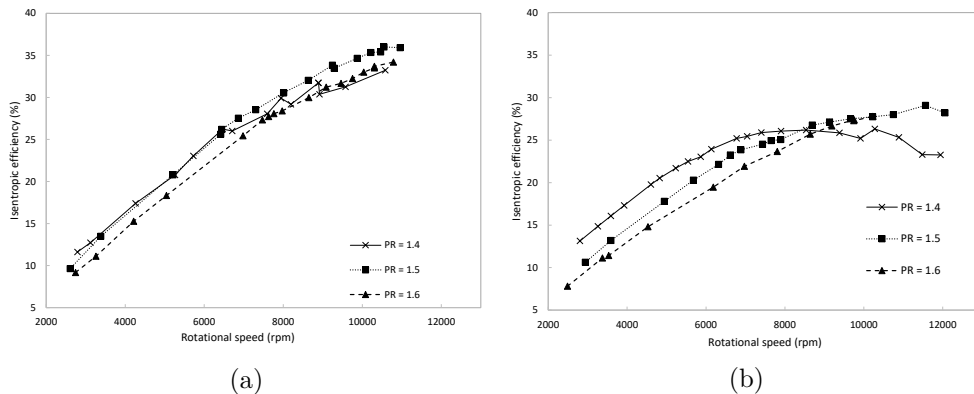 40
35
30
25
20
15
10
5
Isentropic efficiency (%)
2000 4000 6000 8000 10000 12000
Rotational speed (rpm)
PR = 1.4
PR = 1.5
PR = 1.6
(a)
40
35
30
25
20
15
10
5
Isentropic efficiency (%)
2000 4000 6000 8000 10000 12000
Rotational speed (rpm)
PR = 1.4
PR = 1.5
PR = 1.6
(b)